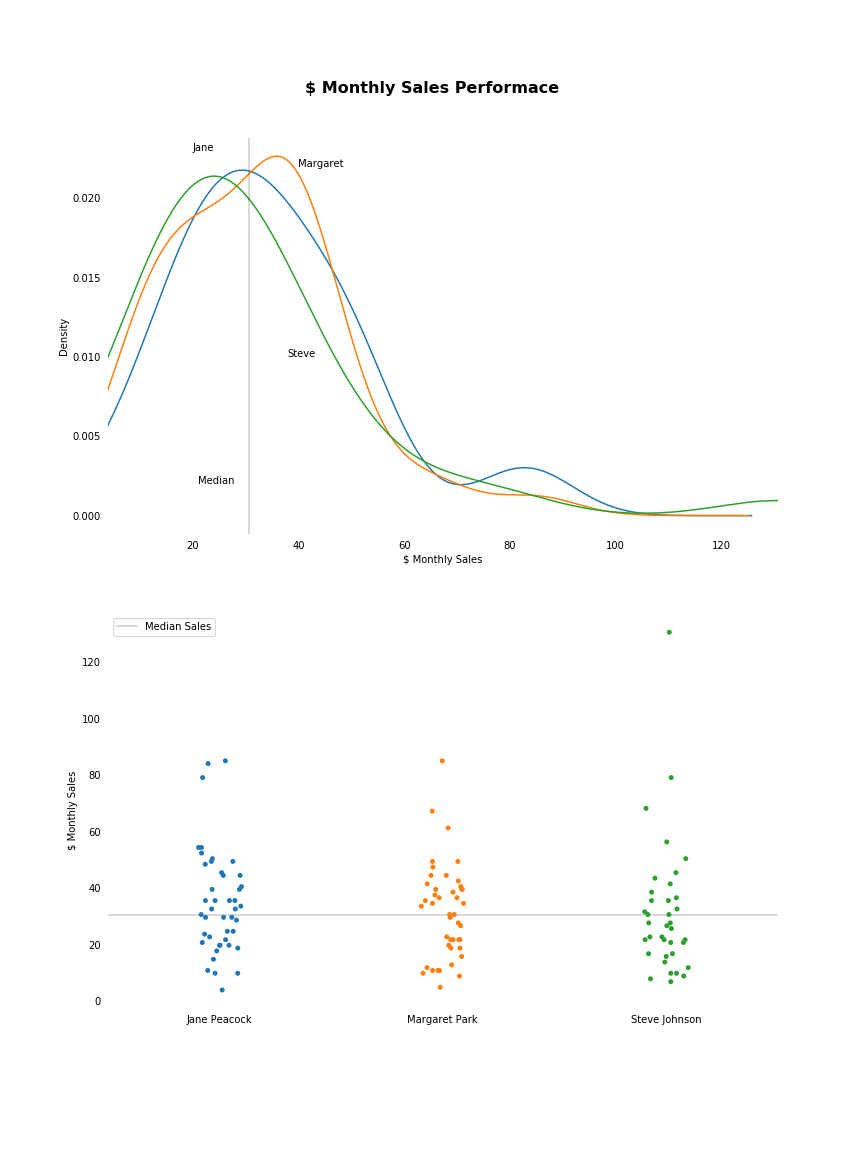 $ Monthly Sales Performace
Jane
Margaret
0.020
0.015
Density
0.010
Steve
0.005
Median
0.000
20 40 60 80 100 120
$ Monthly Sales
Median Sales
120
100
80
$ Monthly Sales
60
40
20
0
Jane Peacock Margaret Park Steve Johnson